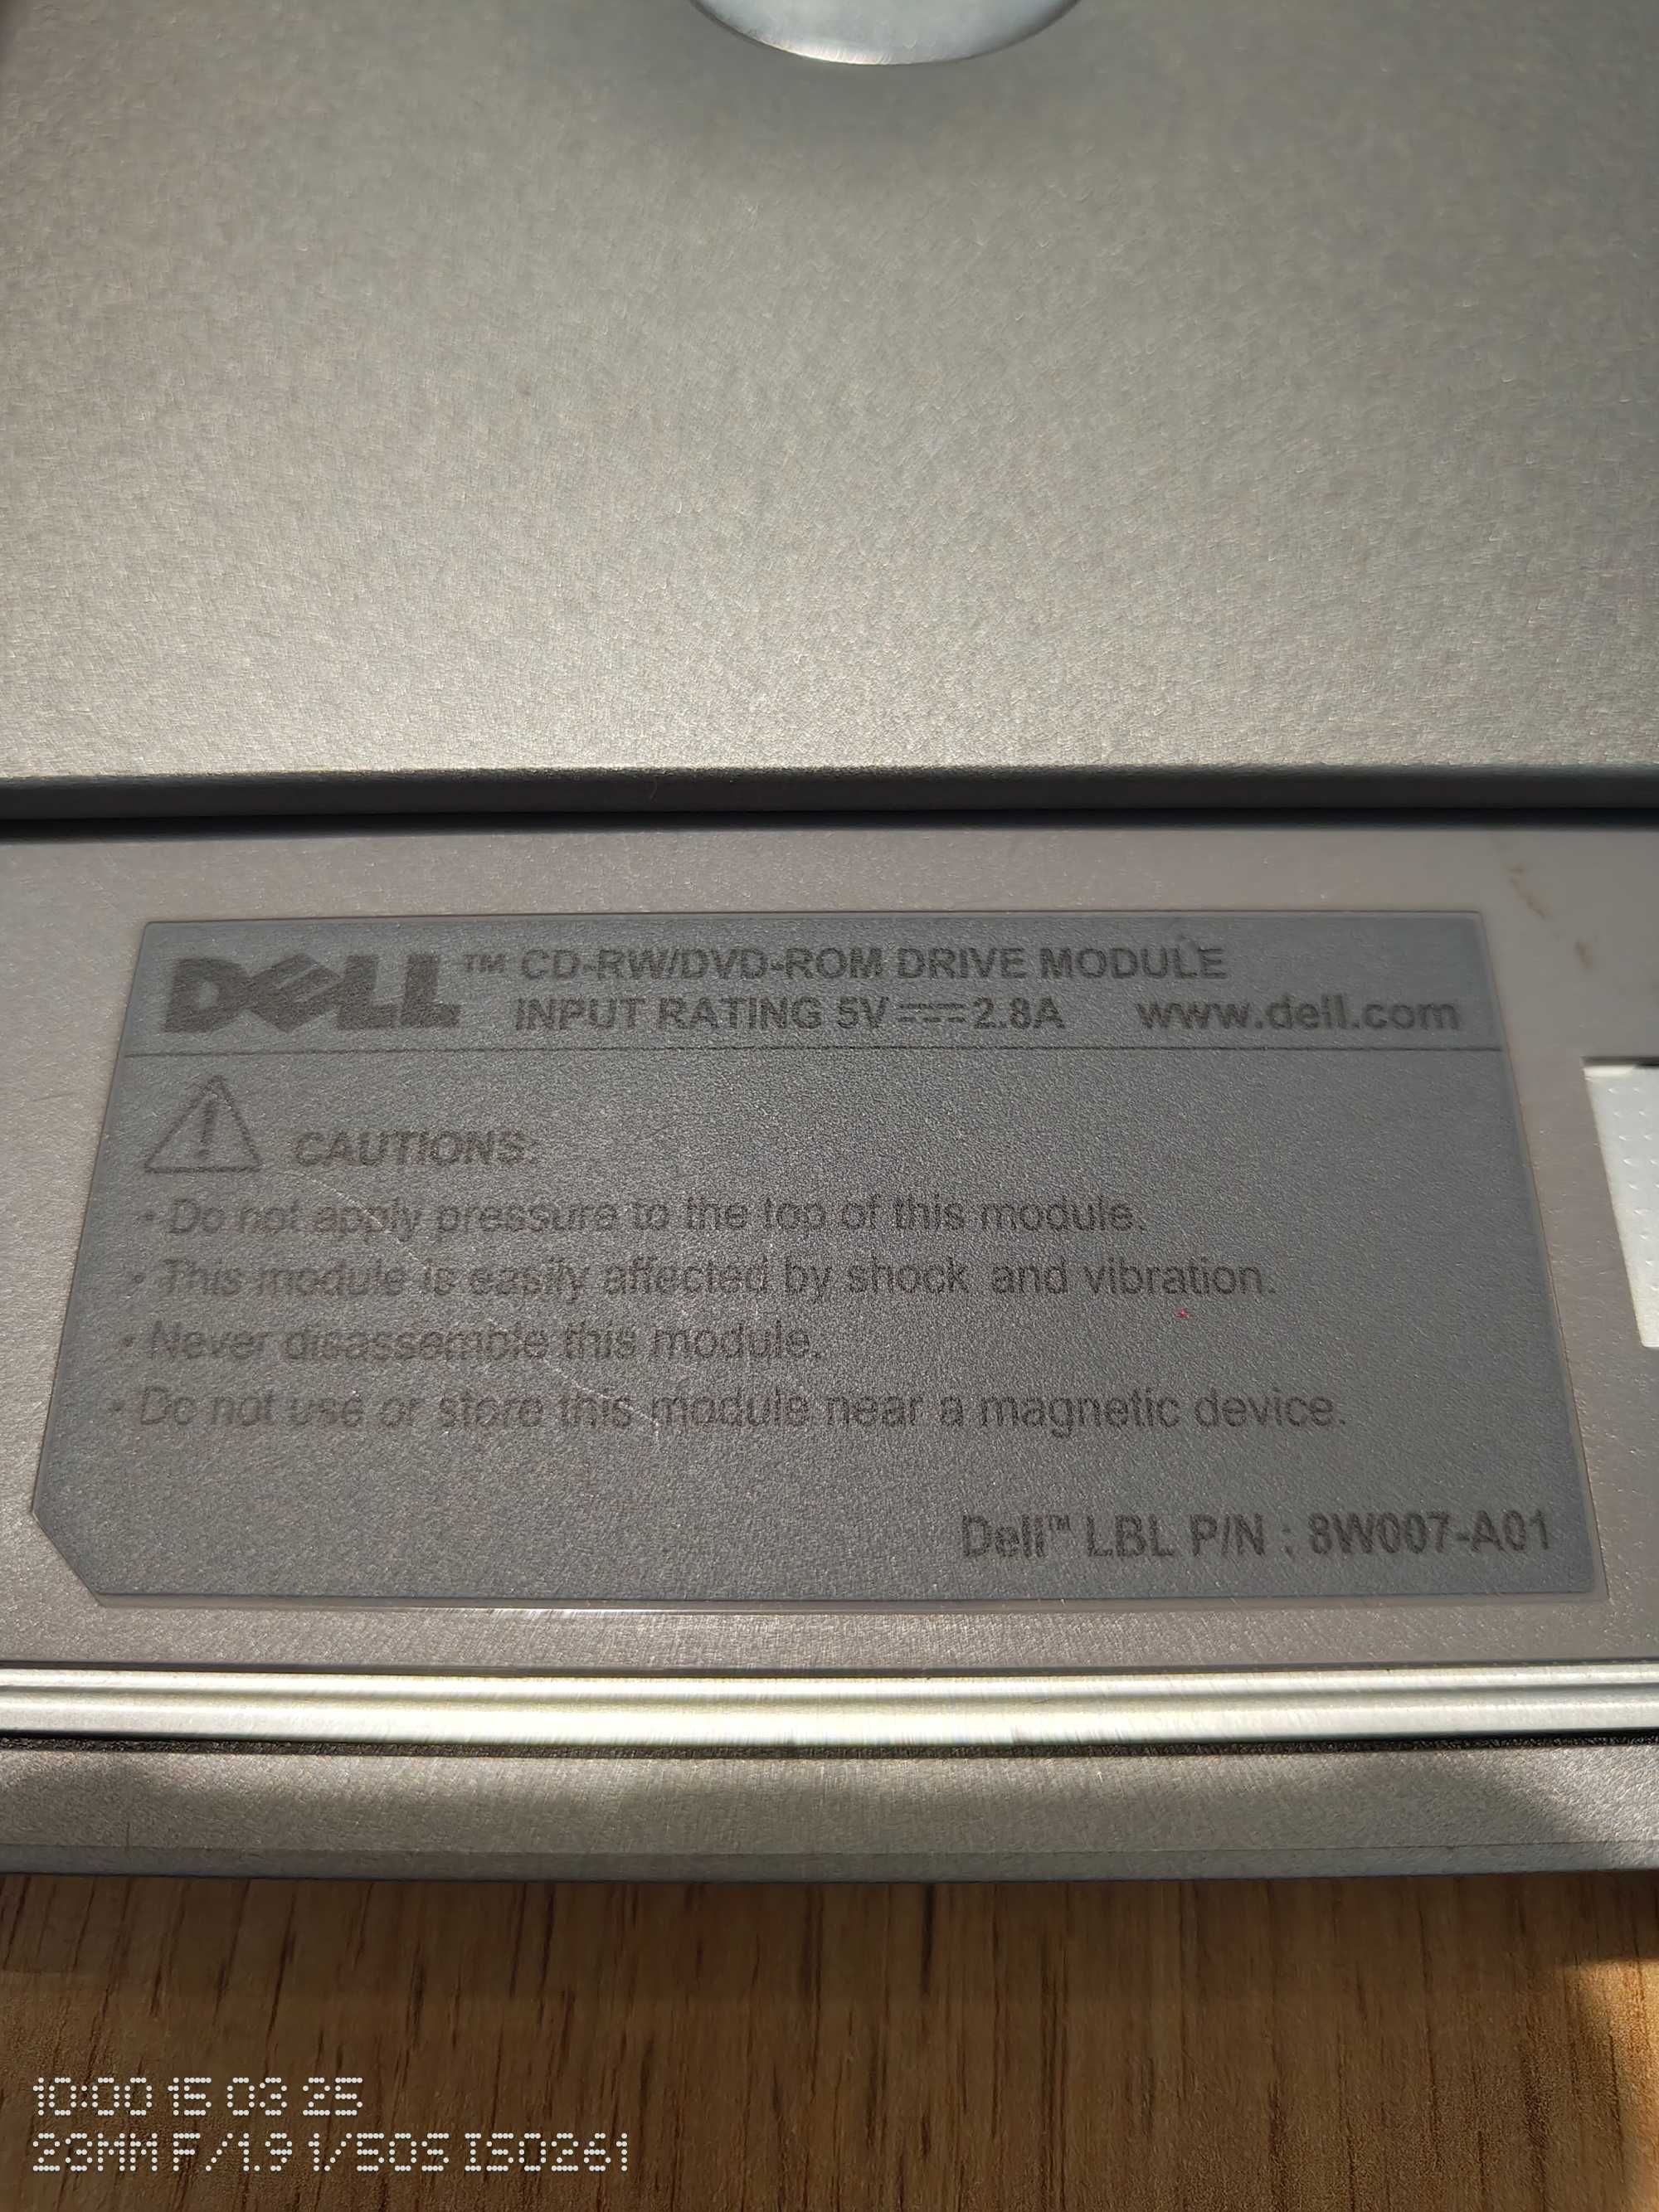 DELL™ CD-RW/DVD-ROM DRIVE MODULE
INPUT RATING 5V⎓2.8A www.dell.com
CAUTIONS:
• Do not apply pressure to the top of this module.
• This module is easily affected by shock and vibration.
• Never disassemble this module.
• Do not use or store this module near a magnetic device.
Dell™ LBL P/N : 8W007-A01
10:00 15 03 25
23MM F/1.9 1/50S ISO261